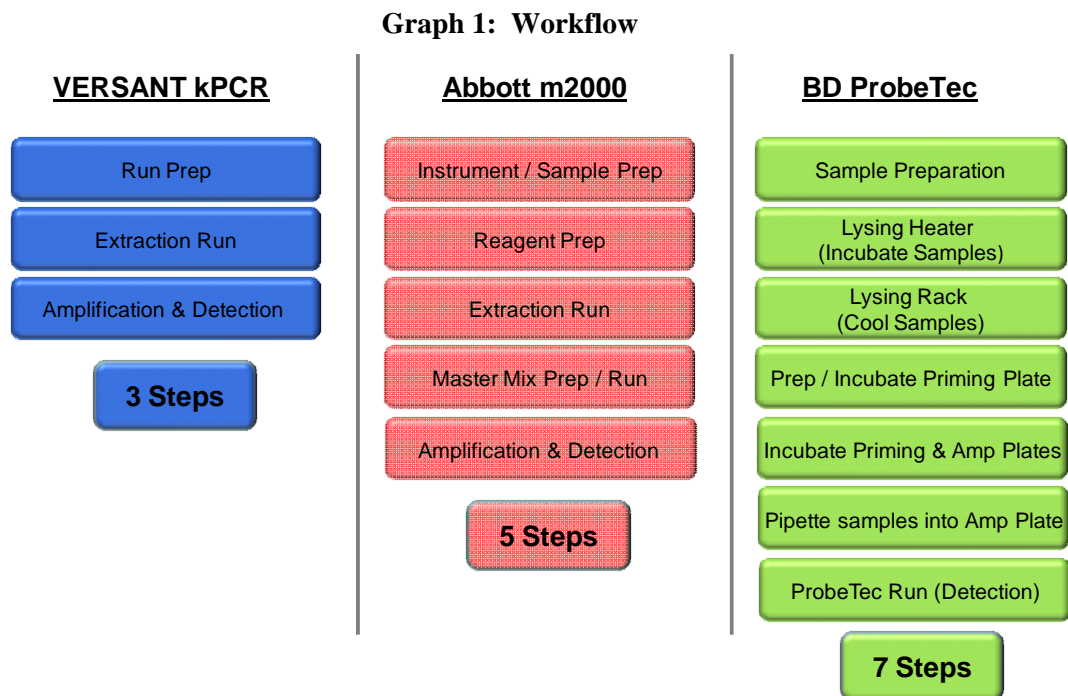 Graph 1:  Workflow
VERSANT kPCR
Run Prep
Extraction Run
Amplification & Detection
3 Steps
Abbott m2000
Instrument / Sample Prep
Reagent Prep
Extraction Run
Master Mix Prep / Run
Amplification & Detection
5 Steps
BD ProbeTec
Sample Preparation
Lysing Heater
(Incubate Samples)
Lysing Rack
(Cool Samples)
Prep / Incubate Priming Plate
Incubate Priming & Amp Plates
Pipette samples into Amp Plate
ProbeTec Run (Detection)
7 Steps